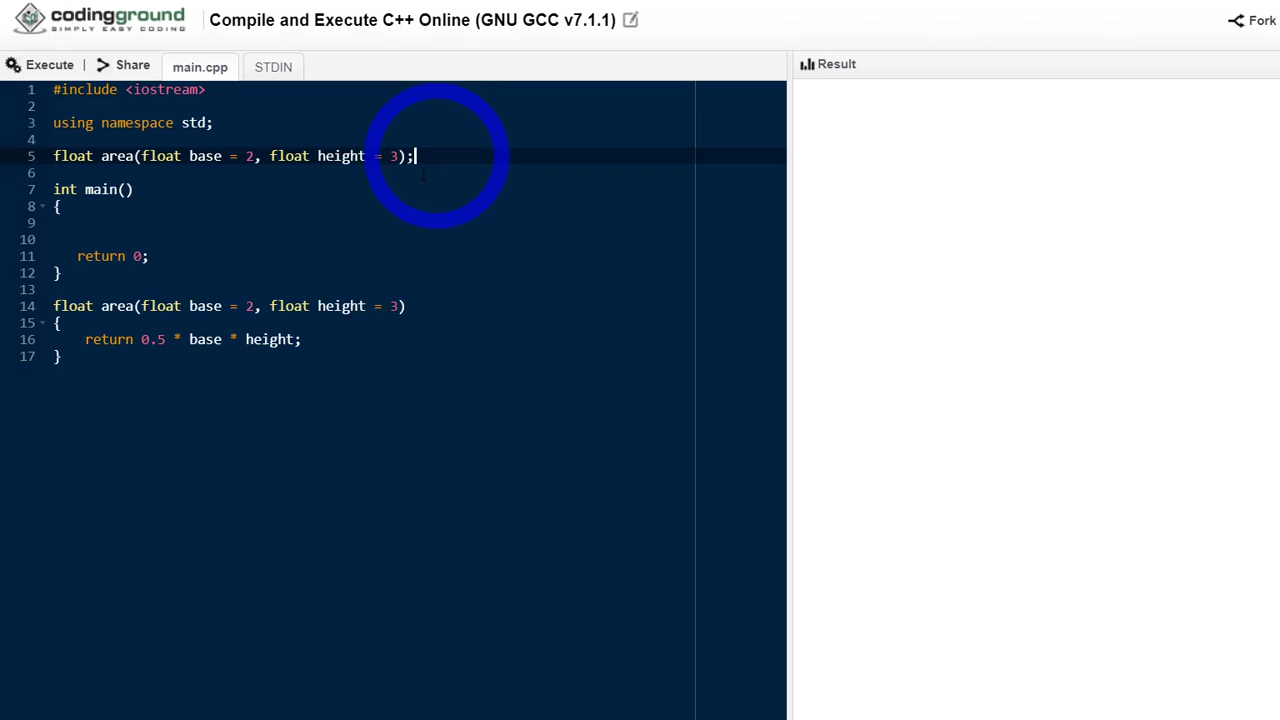 codingground
SIMPLY EASY CODING
Compile and Execute C++ Online (GNU GCC v7.1.1)
Fork
Execute | Share main.cpp STDIN
Result
1 #include <iostream>
2
3 using namespace std;
4
5 float area(float base = 2, float height = 3);
6
7 int main()
8 {
9
10
11 return 0;
12 }
13
14 float area(float base = 2, float height = 3)
15 {
16 return 0.5 * base * height;
17 }